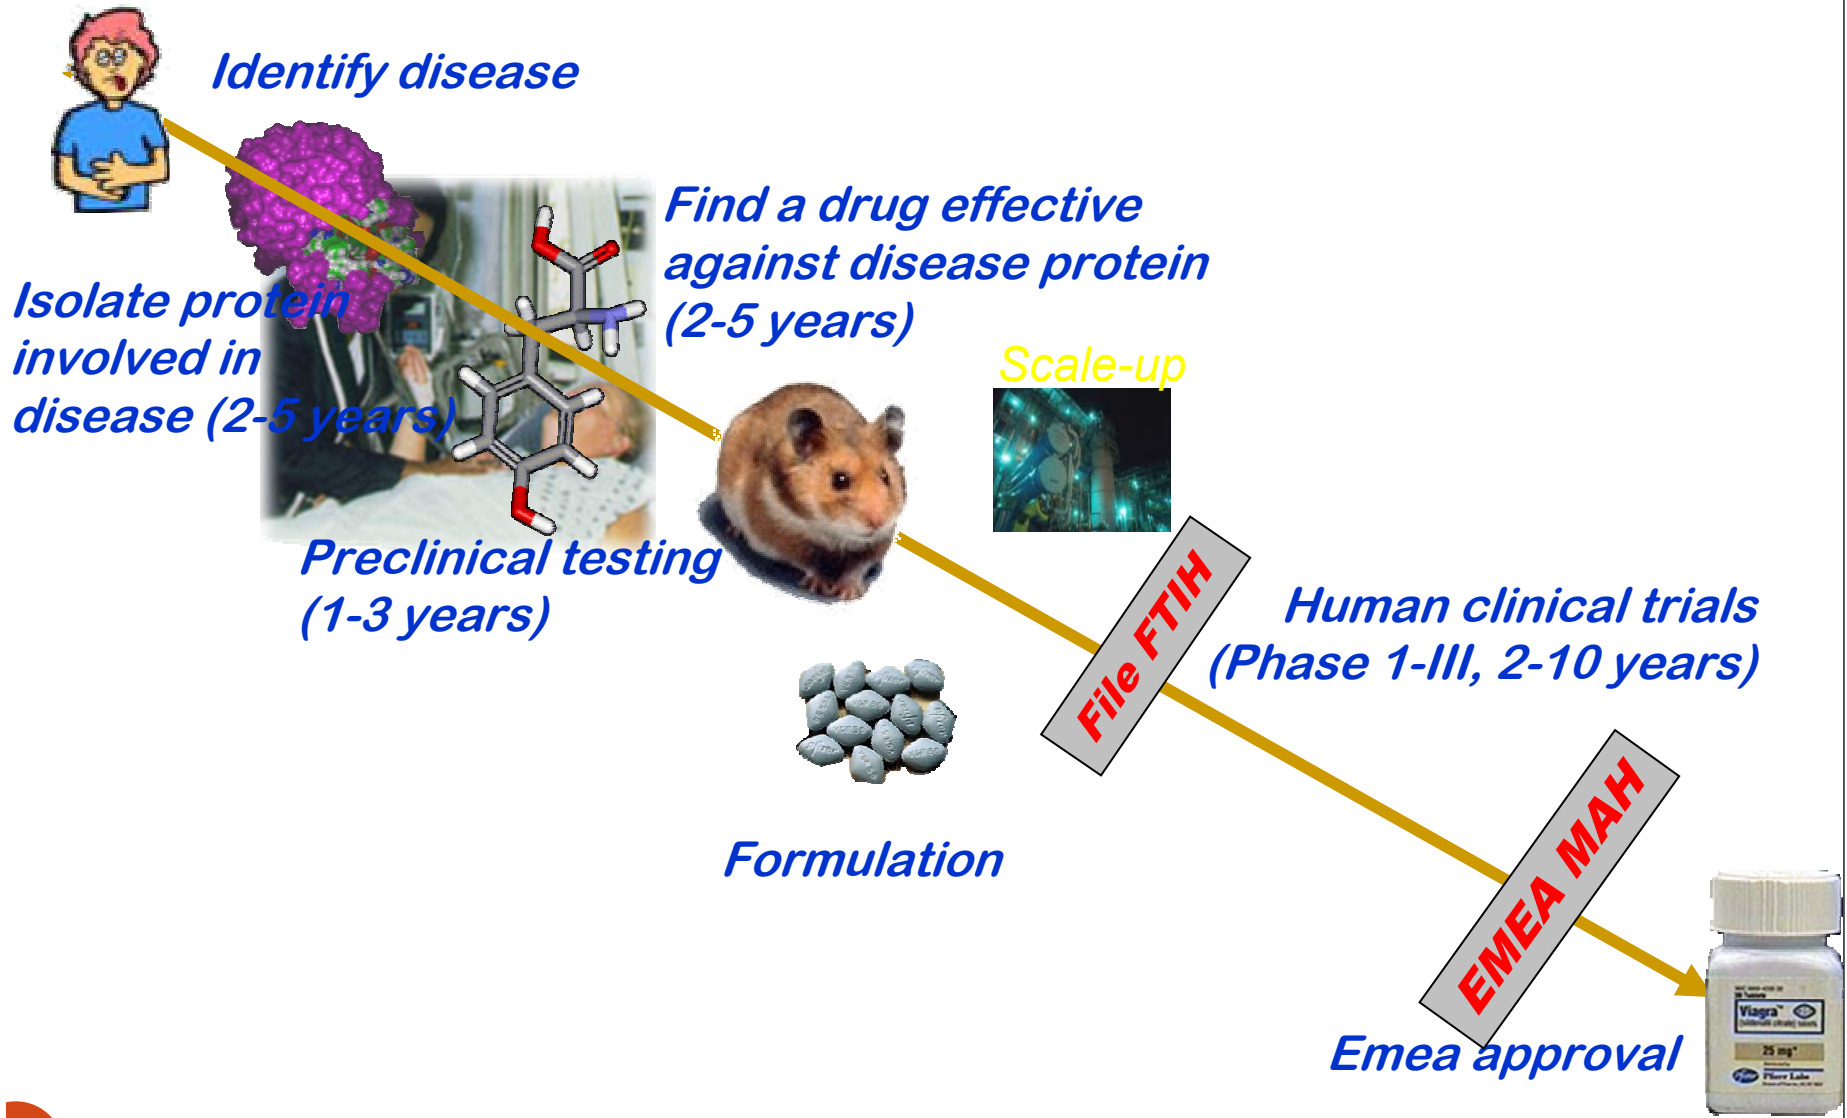 Identify disease
Find a drug effective
against disease protein
(2-5 years)
Isolate protein
involved in
disease (2-5 years)
Scale-up
Preclinical testing
(1-3 years)
File FTIH
Human clinical trials
(Phase 1-III, 2-10 years)
Formulation
EMEA MAH
Emea approval
Viagra
25 mg
Pfizer Labs